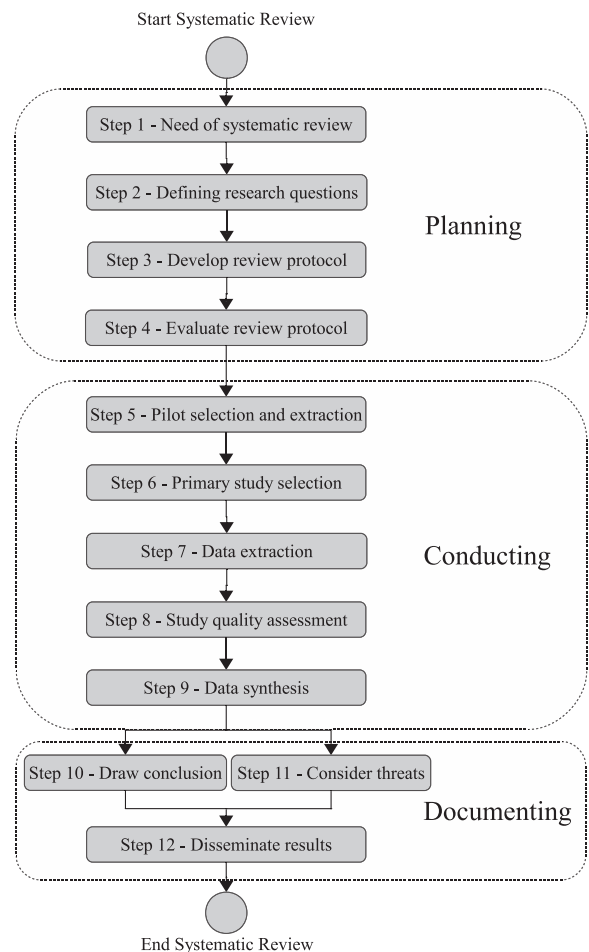 Start Systematic Review
Step 1 - Need of systematic review
Step 2 - Defining research questions
Planning
Step 3 - Develop review protocol
Step 4 - Evaluate review protocol
Step 5 - Pilot selection and extraction
Step 6 - Primary study selection
Step 7 - Data extraction
Conducting
Step 8 - Study quality assessment
Step 9 - Data synthesis
Step 10 - Draw conclusion
Step 11 - Consider threats
Documenting
Step 12 - Disseminate results
End Systematic Review